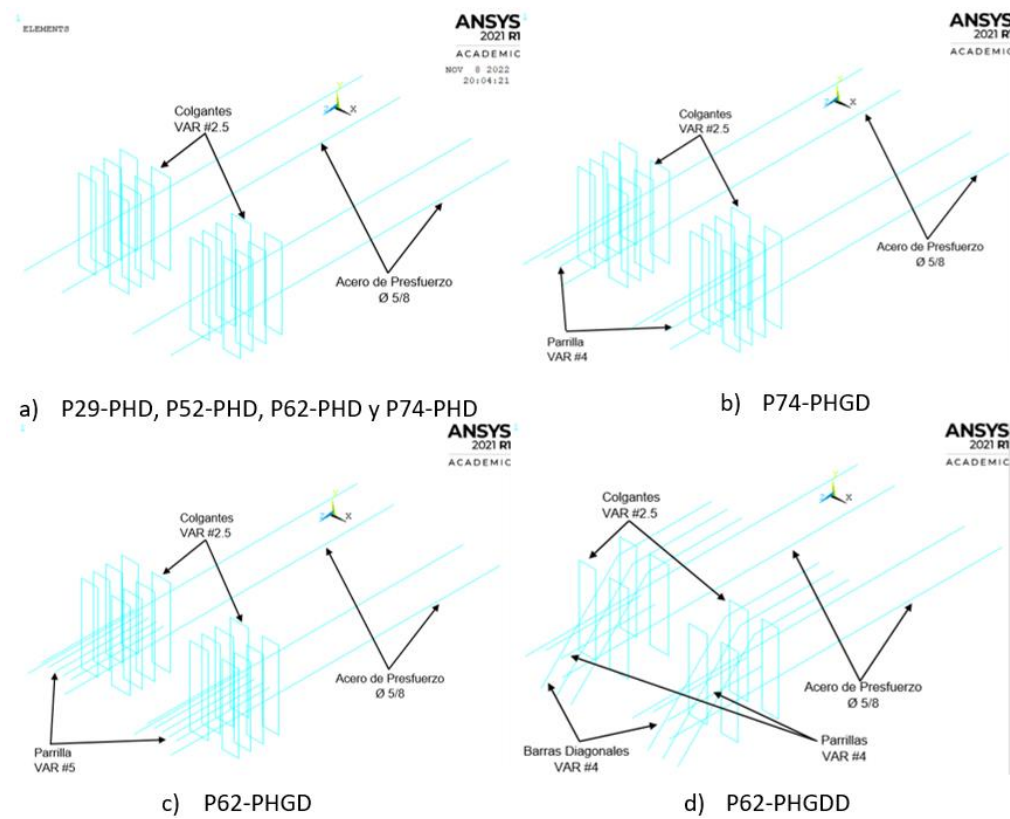 ELEMENTS
ANSYS
2021 R1
ACADEMIC
NOV 8 2022
20:04:21
Y
Z
X
Colgantes
VAR #2.5
Acero de Presfuerzo
Ø 5/8
a) P29-PHD, P52-PHD, P62-PHD y P74-PHD
ANSYS
2021 R1
ACADEMIC
Y
Z
X
Colgantes
VAR #2.5
Acero de Presfuerzo
Ø 5/8
Parrilla
VAR #4
b) P74-PHGD
ANSYS
2021 R1
ACADEMIC
Y
Z
X
Colgantes
VAR #2.5
Acero de Presfuerzo
Ø 5/8
Parrilla
VAR #5
c) P62-PHGD
ANSYS
2021 R1
ACADEMIC
Y
Z
X
Colgantes
VAR #2.5
Acero de Presfuerzo
Ø 5/8
Barras Diagonales
VAR #4
Parrillas
VAR #4
d) P62-PHGDD